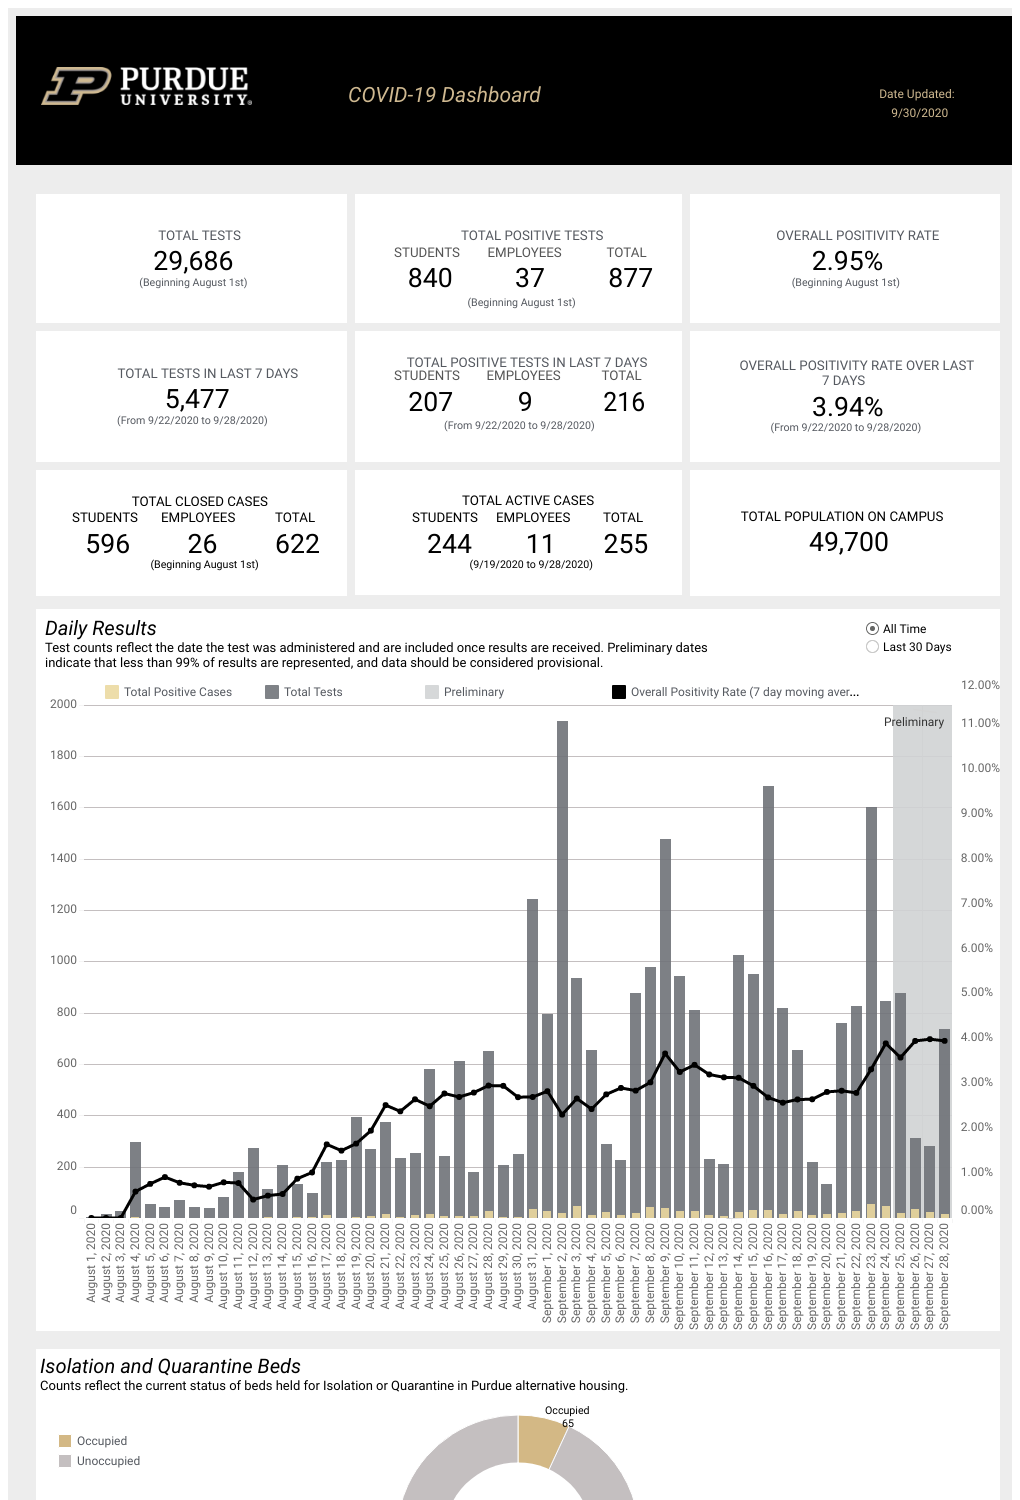 PURDUE
UNIVERSITY®
COVID-19 Dashboard
Date Updated:
9/30/2020
TOTAL TESTS
29,686
(Beginning August 1st)
TOTAL POSITIVE TESTS
STUDENTS EMPLOYEES TOTAL
840 37 877
(Beginning August 1st)
OVERALL POSITIVITY RATE
2.95%
(Beginning August 1st)
TOTAL TESTS IN LAST 7 DAYS
5,477
(From 9/22/2020 to 9/28/2020)
TOTAL POSITIVE TESTS IN LAST 7 DAYS
STUDENTS EMPLOYEES TOTAL
207 9 216
(From 9/22/2020 to 9/28/2020)
OVERALL POSITIVITY RATE OVER LAST
7 DAYS
3.94%
(From 9/22/2020 to 9/28/2020)
TOTAL CLOSED CASES
STUDENTS EMPLOYEES TOTAL
596 26 622
(Beginning August 1st)
TOTAL ACTIVE CASES
STUDENTS EMPLOYEES TOTAL
244 11 255
(9/19/2020 to 9/28/2020)
TOTAL POPULATION ON CAMPUS
49,700
Daily Results
Test counts reflect the date the test was administered and are included once results are received. Preliminary dates
indicate that less than 99% of results are represented, and data should be considered provisional.
All Time
Last 30 Days
Total Positive Cases Total Tests Preliminary Overall Positivity Rate (7 day moving aver...
2000
1800
1600
1400
1200
1000
800
600
400
200
0
Preliminary
12.00%
11.00%
10.00%
9.00%
8.00%
7.00%
6.00%
5.00%
4.00%
3.00%
2.00%
1.00%
0.00%
August 1, 2020
August 2, 2020
August 3, 2020
August 4, 2020
August 5, 2020
August 6, 2020
August 7, 2020
August 8, 2020
August 9, 2020
August 10, 2020
August 11, 2020
August 12, 2020
August 13, 2020
August 14, 2020
August 15, 2020
August 16, 2020
August 17, 2020
August 18, 2020
August 19, 2020
August 20, 2020
August 21, 2020
August 22, 2020
August 23, 2020
August 24, 2020
August 25, 2020
August 26, 2020
August 27, 2020
August 28, 2020
August 29, 2020
August 30, 2020
August 31, 2020
September 1, 2020
September 2, 2020
September 3, 2020
September 4, 2020
September 5, 2020
September 6, 2020
September 7, 2020
September 8, 2020
September 9, 2020
September 10, 2020
September 11, 2020
September 12, 2020
September 13, 2020
September 14, 2020
September 15, 2020
September 16, 2020
September 17, 2020
September 18, 2020
September 19, 2020
September 20, 2020
September 21, 2020
September 22, 2020
September 23, 2020
September 24, 2020
September 25, 2020
September 26, 2020
September 27, 2020
September 28, 2020
Isolation and Quarantine Beds
Counts reflect the current status of beds held for Isolation or Quarantine in Purdue alternative housing.
Occupied
65
Occupied
Unoccupied